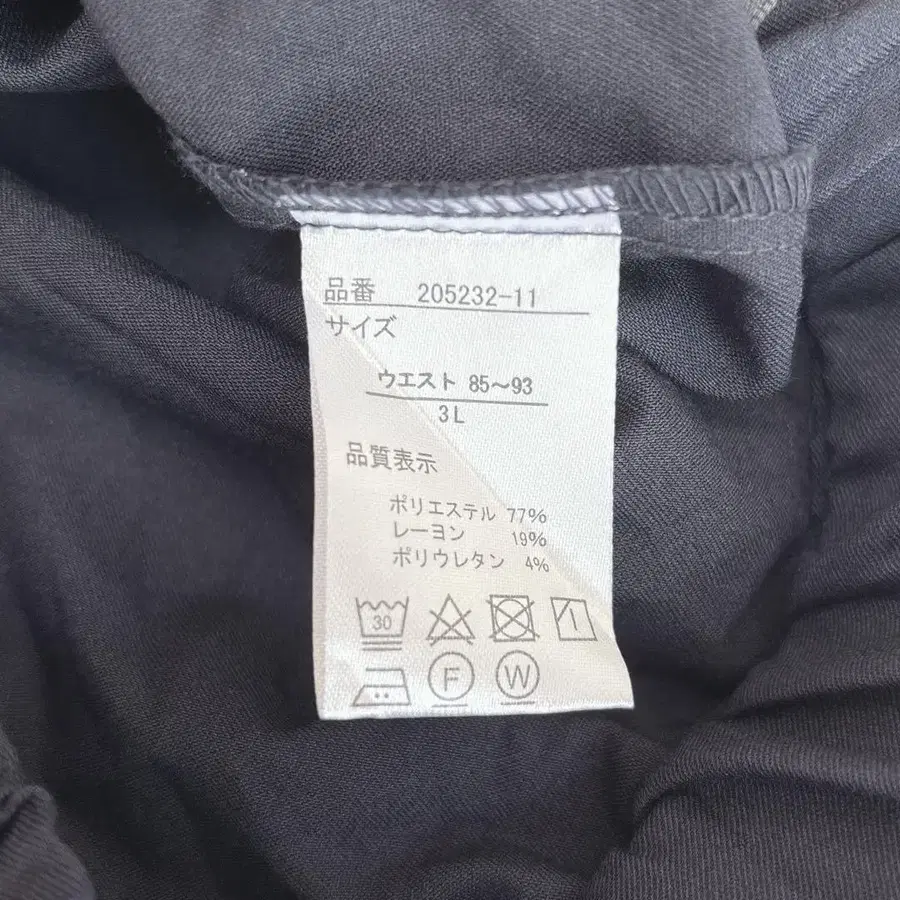 品番 205232-11
サイズ
ウエスト 85～93
3L
品質表示
ポリエステル 77%
レーヨン 19%
ポリウレタン 4%
30
F W